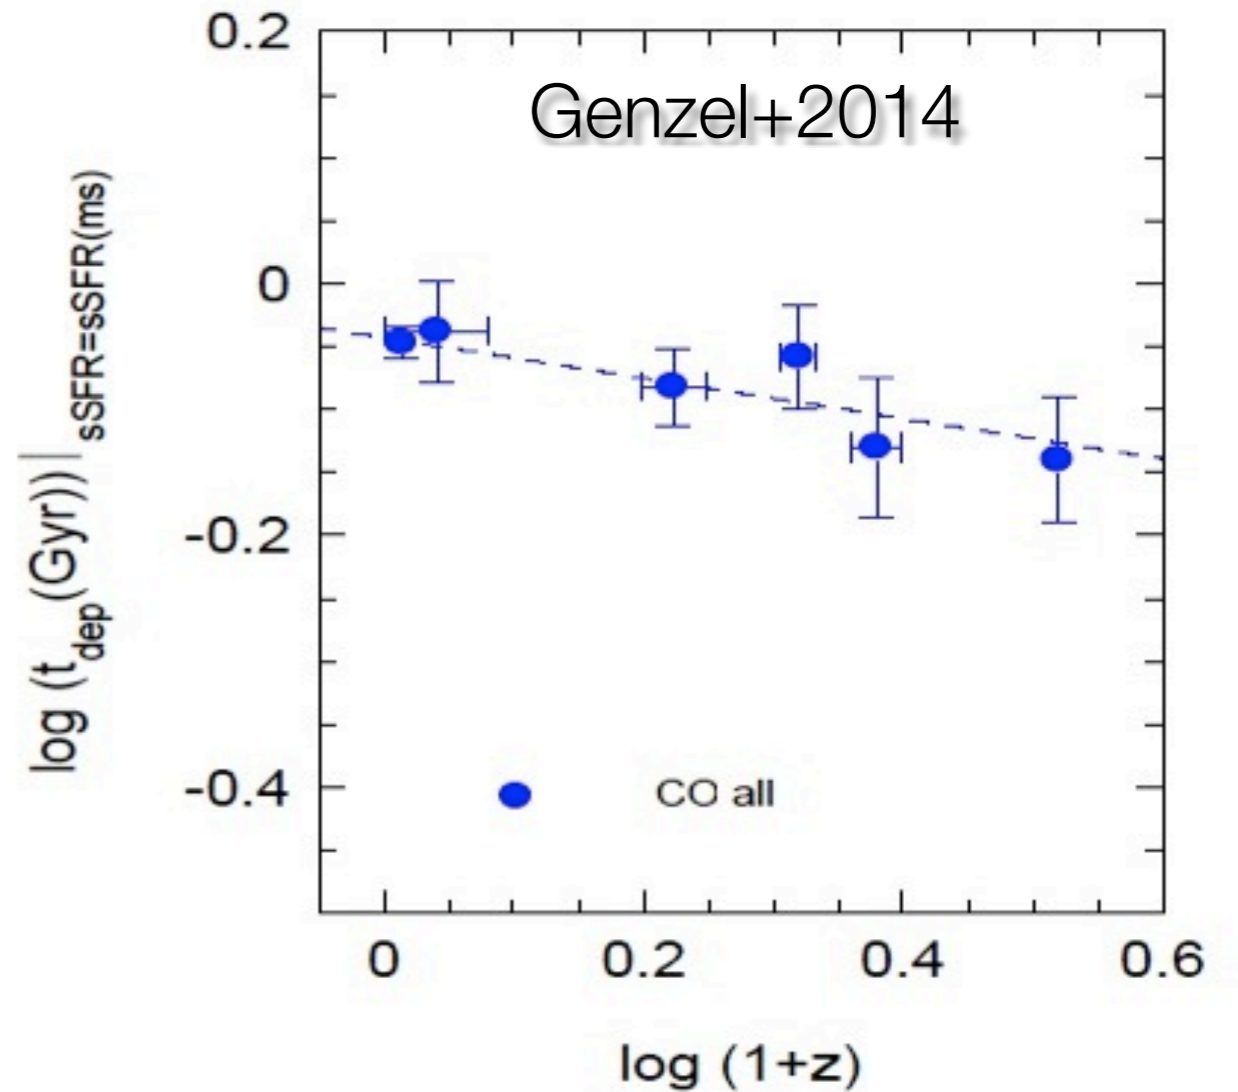 0.2
Genzel+2014
0
-0.2
-0.4
log (t_dep(Gyr))|_sSFR=sSFR(ms)
CO all
0 0.2 0.4 0.6
log (1+z)